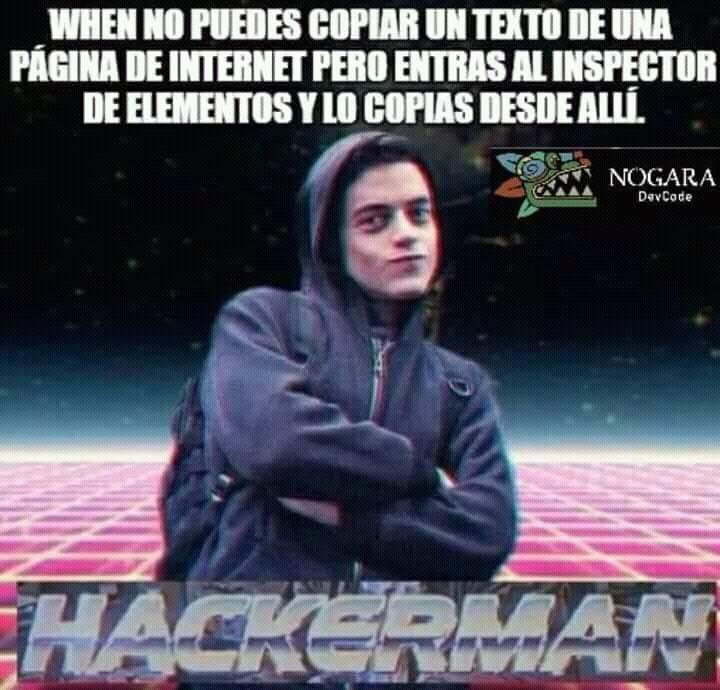 WHEN NO PUEDES COPIAR UN TEXTO DE UNA
PÁGINA DE INTERNET PERO ENTRAS AL INSPECTOR
DE ELEMENTOS Y LO COPIAS DESDE ALLÍ.
NOGARA
DevCode
HACKERMAN